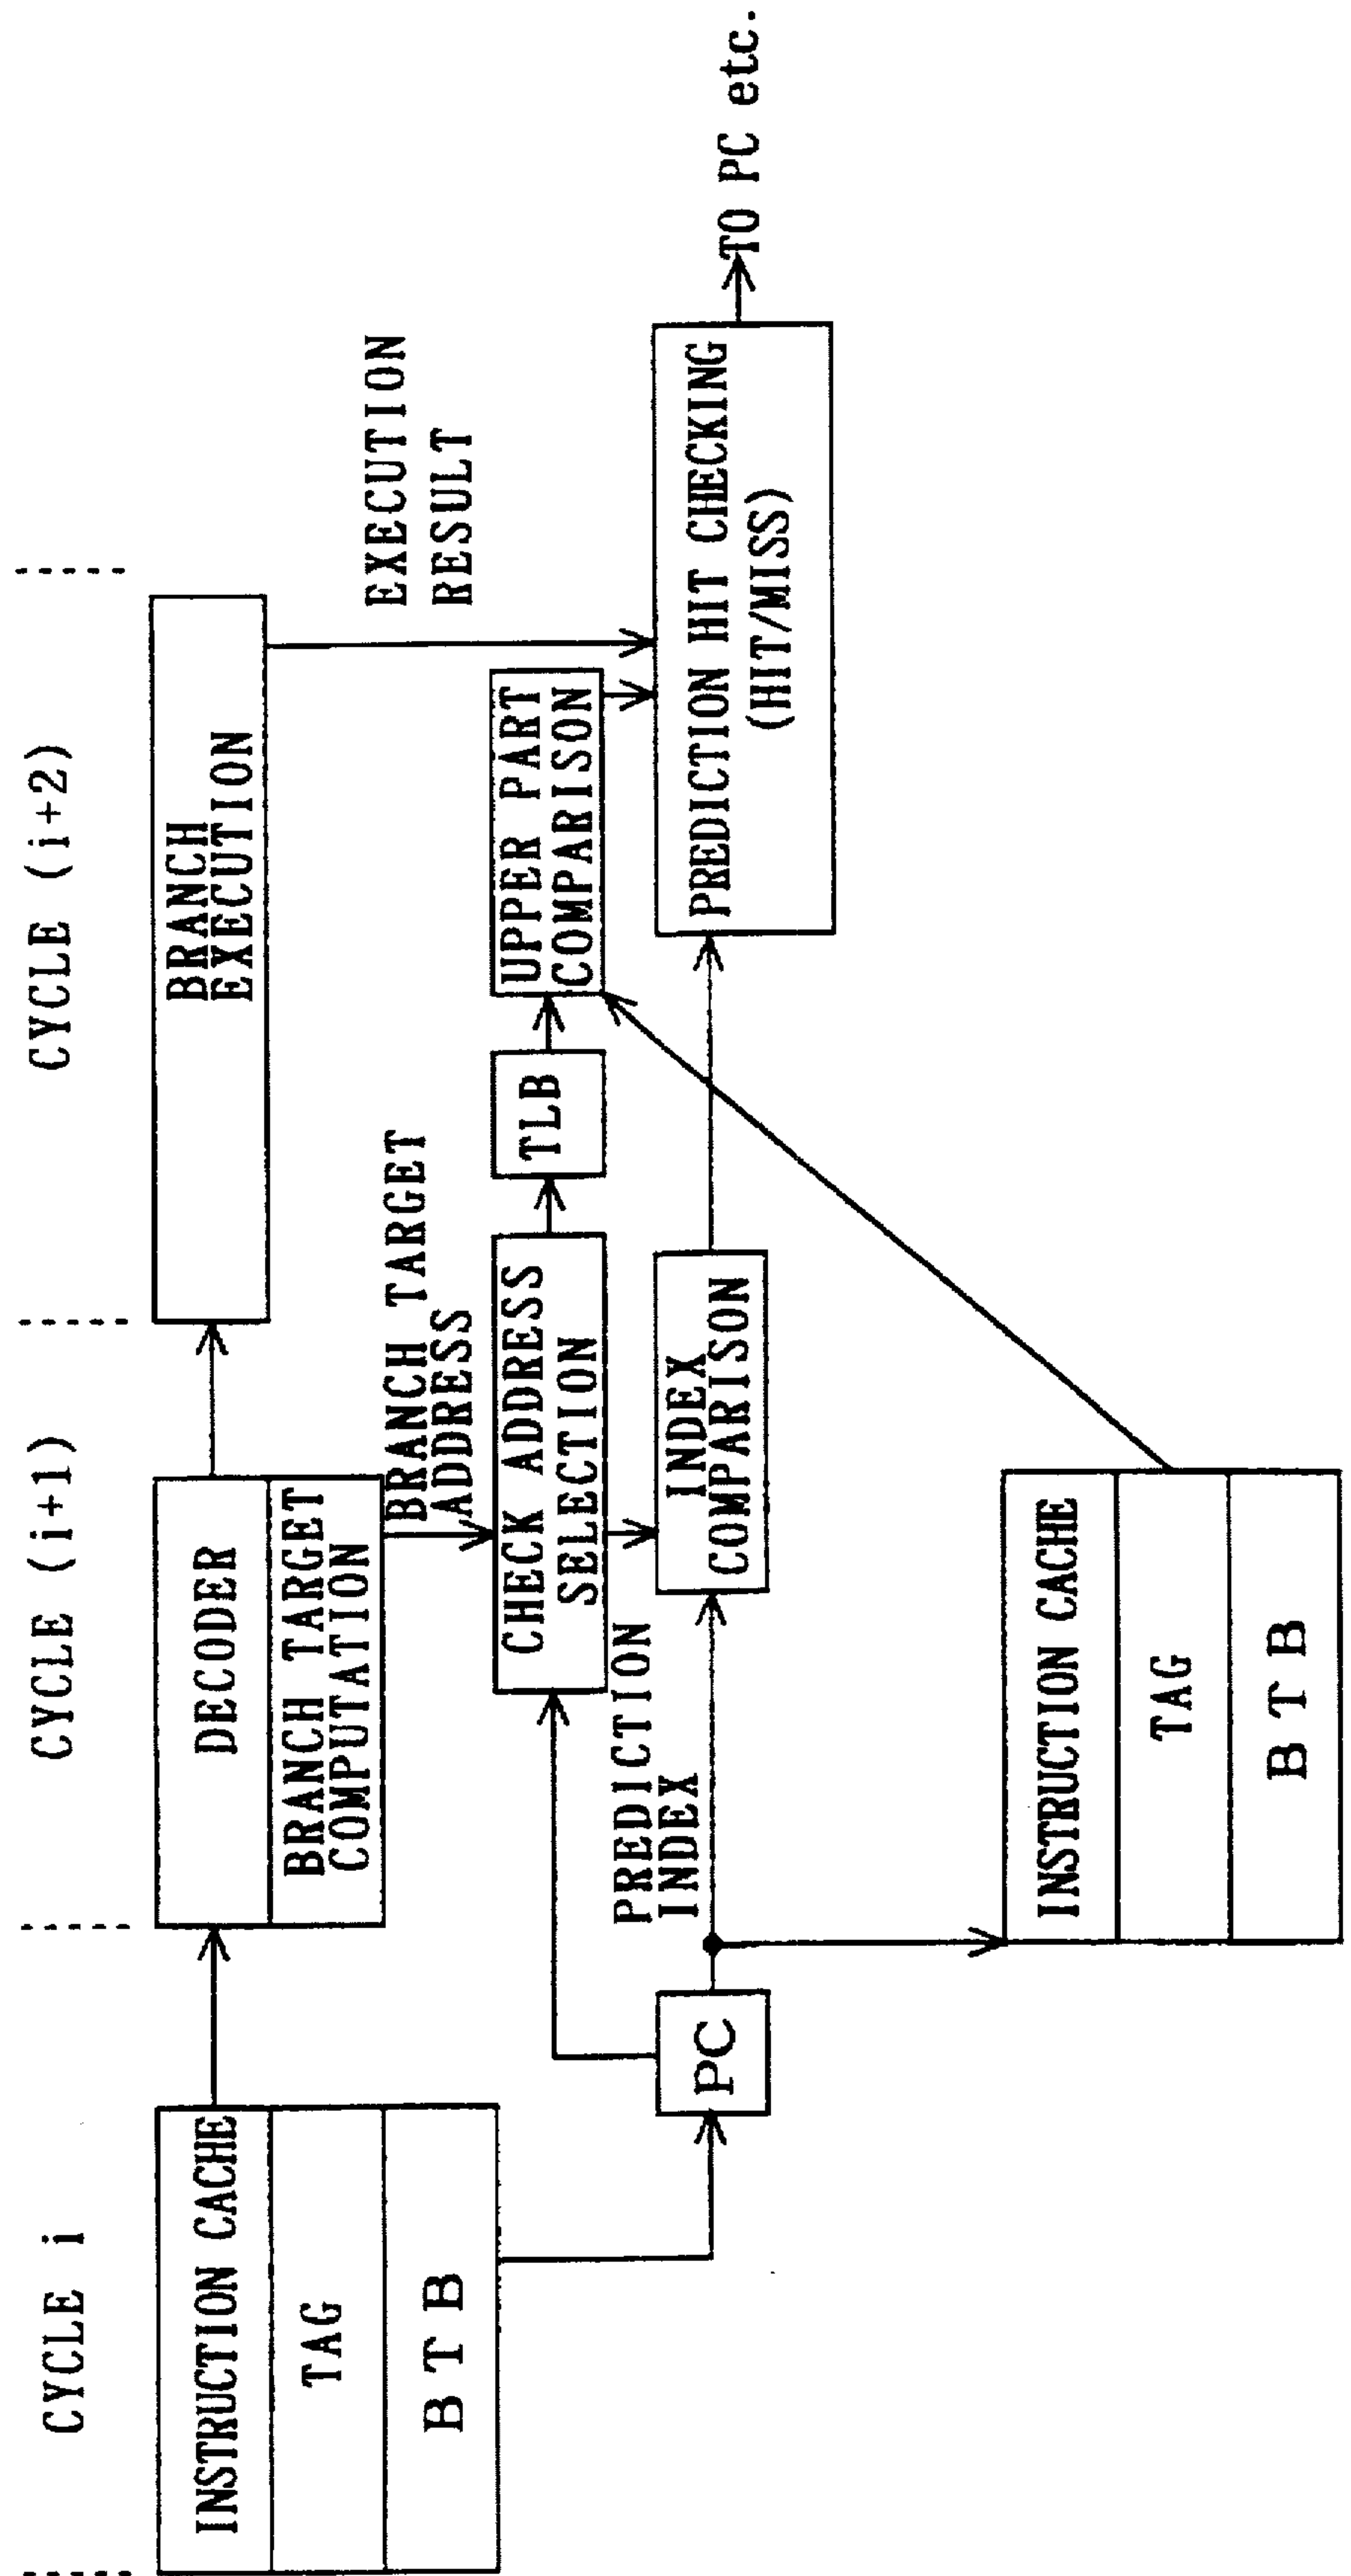 CYCLE i
CYCLE (i+1)
CYCLE (i+2)
INSTRUCTION CACHE
TAG
B T B
DECODER
BRANCH TARGET
COMPUTATION
BRANCH
EXECUTION
BRANCH TARGET
ADDRESS
EXECUTION
RESULT
CHECK ADDRESS
SELECTION
TLB
UPPER PART
COMPARISON
PC
PREDICTION
INDEX
INDEX
COMPARISON
PREDICTION HIT CHECKING
(HIT/MISS)
TO PC etc.
INSTRUCTION CACHE
TAG
B T B